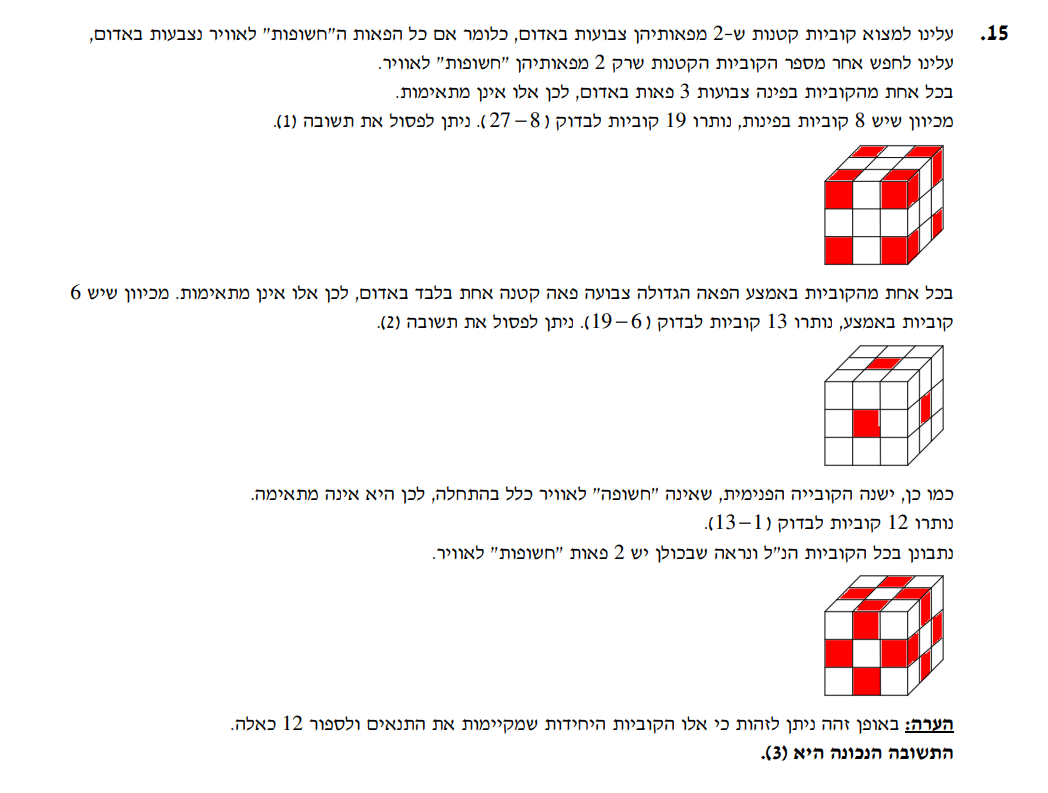 15. עלינו למצוא קוביות קטנות ש-2 מפאותיהן צבועות באדום, כלומר אם כל הפאות ה"חשופות" לאוויר נצבעות באדום,
עלינו לחפש אחר מספר הקוביות הקטנות שרק 2 מפאותיהן "חשופות" לאוויר.
בכל אחת מהקוביות בפינה צבועות 3 פאות באדום, לכן אלו אינן מתאימות.
מכיוון שיש 8 קוביות בפינות, נותרו 19 קוביות לבדוק (27 – 8). ניתן לפסול את תשובה (1).
בכל אחת מהקוביות באמצע הפאה הגדולה צבועה פאה קטנה אחת בלבד באדום, לכן אלו אינן מתאימות. מכיוון שיש 6
קוביות באמצע, נותרו 13 קוביות לבדוק (19 – 6). ניתן לפסול את תשובה (2).
כמו כן, ישנה הקובייה הפנימית, שאינה "חשופה" לאוויר כלל בהתחלה, לכן היא אינה מתאימה.
נותרו 12 קוביות לבדוק (13 – 1).
נתבונן בכל הקוביות הנ"ל ונראה שבכולן יש 2 פאות "חשופות" לאוויר.
הערה: באופן זהה ניתן לזהות כי אלו הקוביות היחידות שמקיימות את התנאים ולספור 12 כאלה.
התשובה הנכונה היא (3).